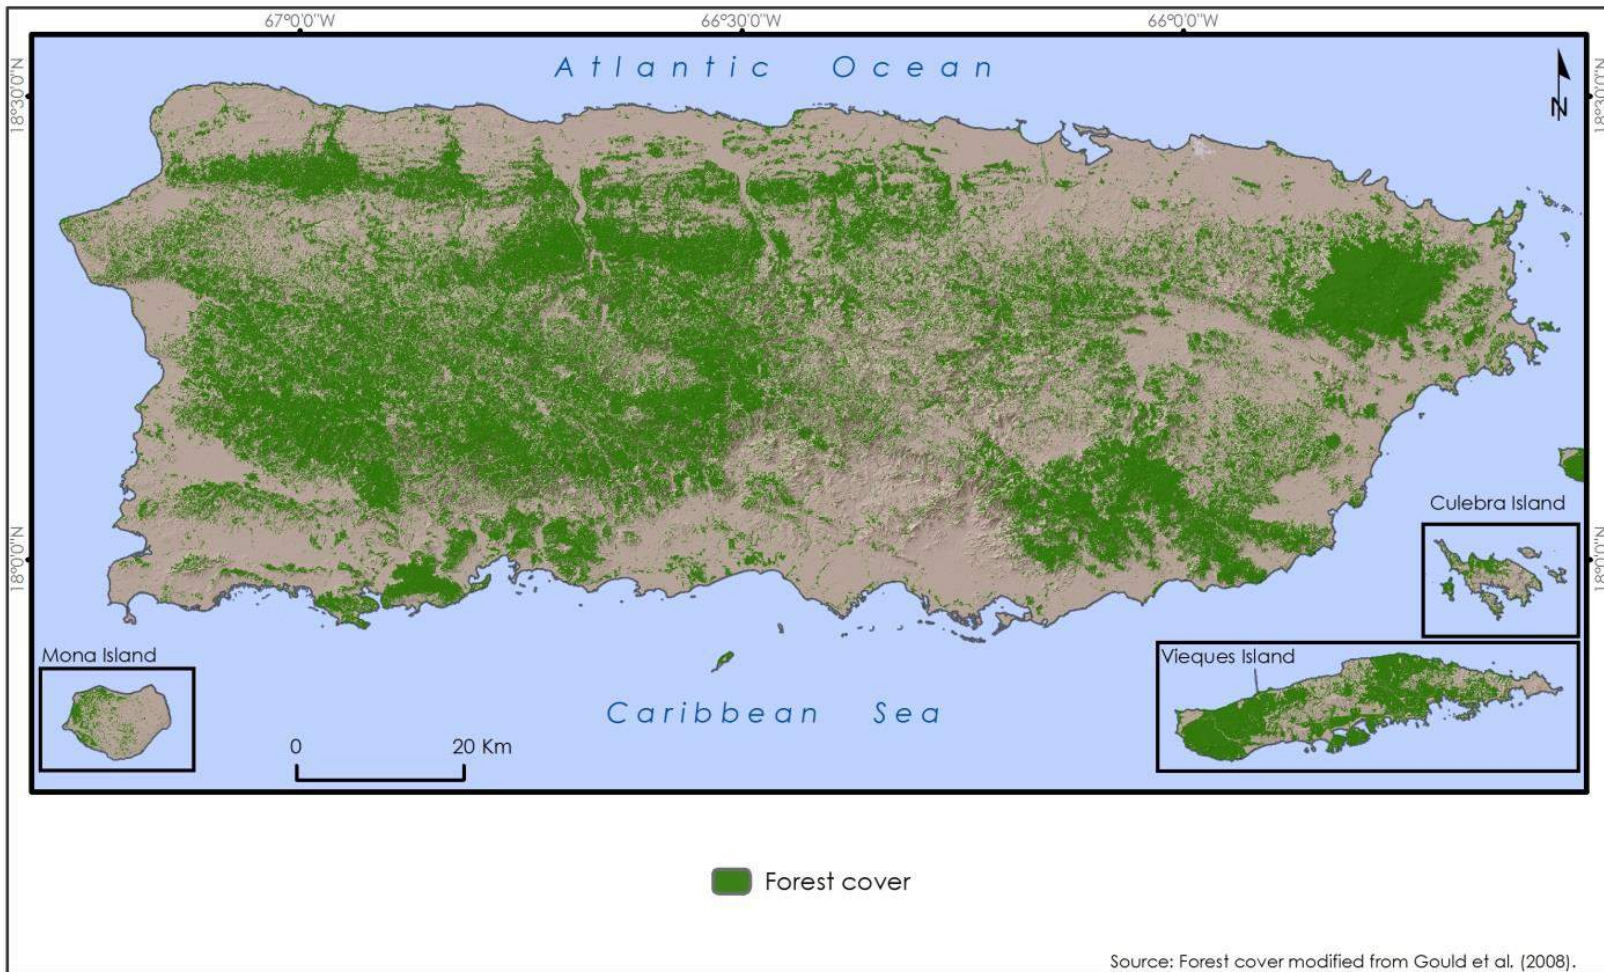 67°0'0"W 66°30'0"W 66°0'0"W
Atlantic Ocean
N
18°30'0"N 18°30'0"N
18°0'0"N 18°0'0"N
Culebra Island
Vieques Island
Mona Island
Caribbean Sea
0 20 Km
Forest cover
Source: Forest cover modified from Gould et al. (2008).